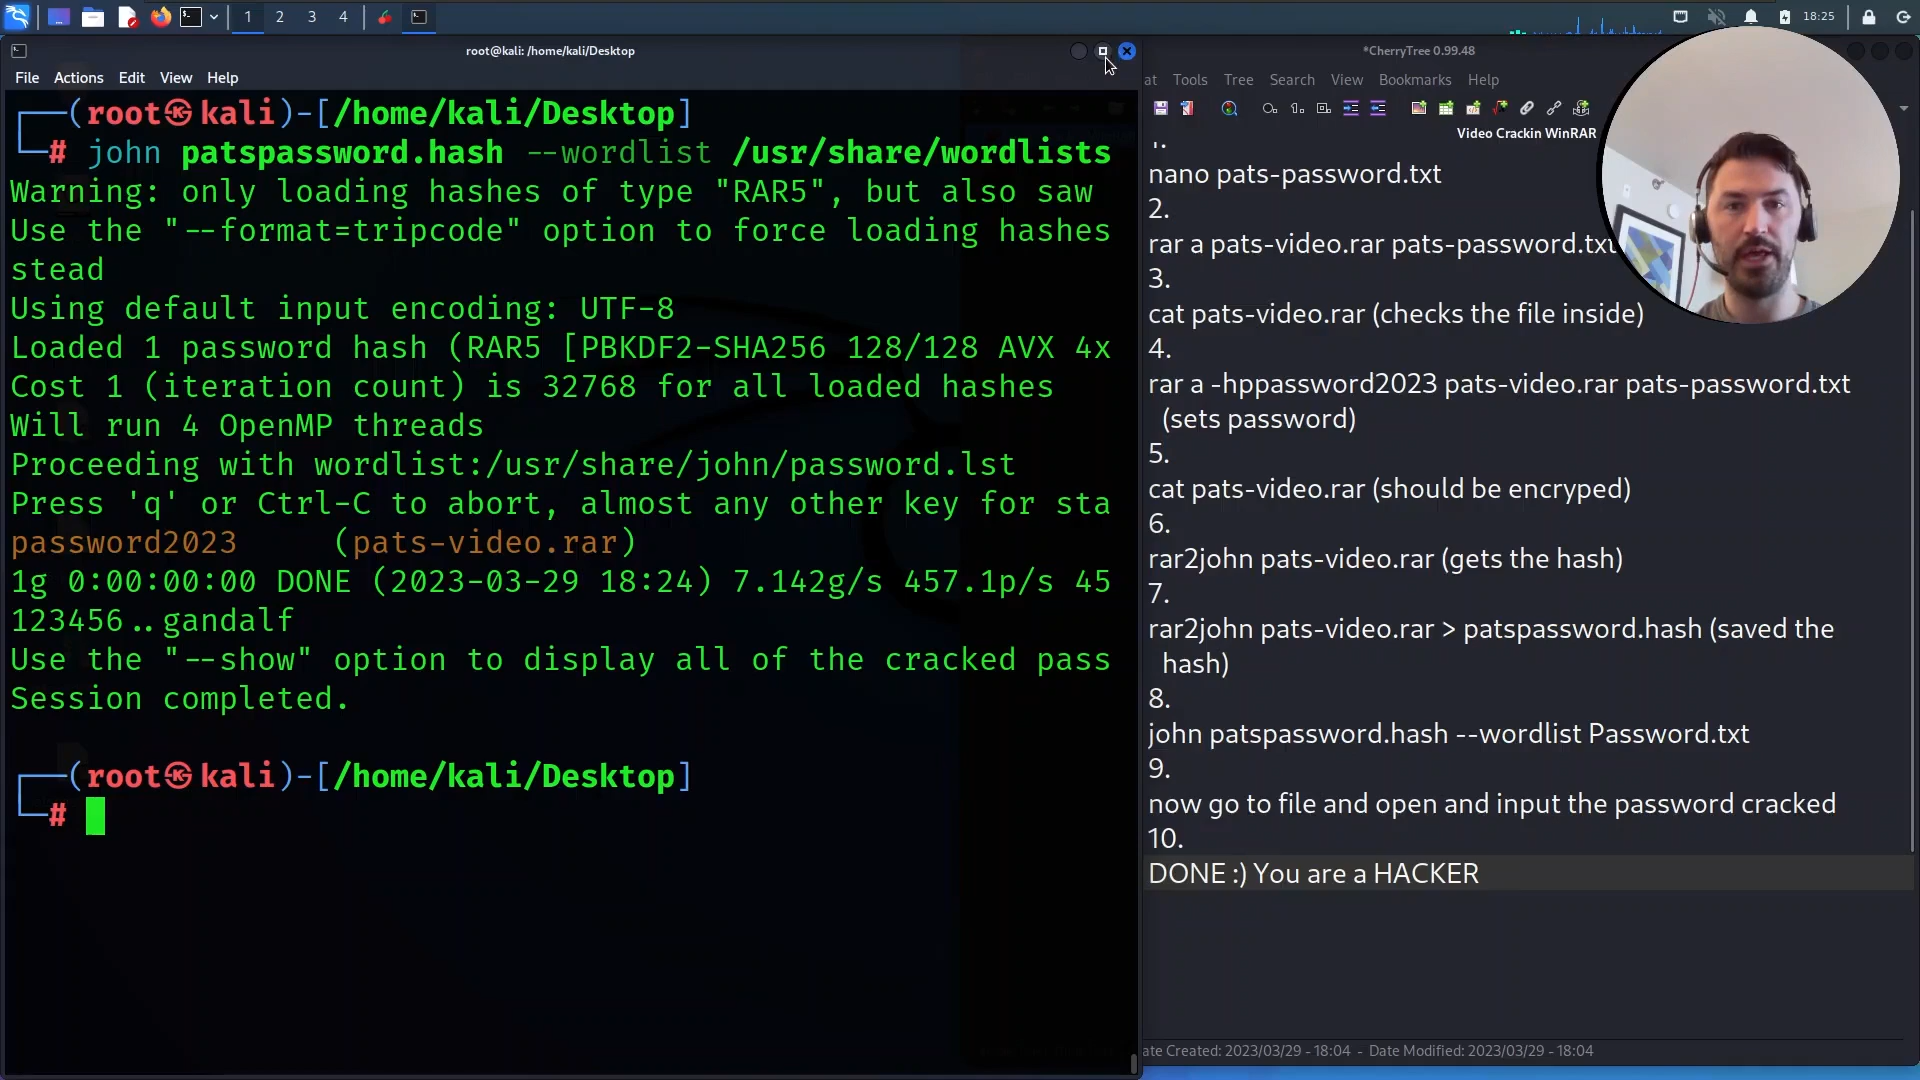 1 2 3 4 18:25
root@kali: /home/kali/Desktop
File Actions Edit View Help
(root㉿kali)-[/home/kali/Desktop]
# john patspassword.hash --wordlist /usr/share/wordlists
Warning: only loading hashes of type "RAR5", but also saw
Use the "--format=tripcode" option to force loading hashes
stead
Using default input encoding: UTF-8
Loaded 1 password hash (RAR5 [PBKDF2-SHA256 128/128 AVX 4x
Cost 1 (iteration count) is 32768 for all loaded hashes
Will run 4 OpenMP threads
Proceeding with wordlist:/usr/share/john/password.lst
Press 'q' or Ctrl-C to abort, almost any other key for sta
password2023 (pats-video.rar)
1g 0:00:00:00 DONE (2023-03-29 18:24) 7.142g/s 457.1p/s 45
123456..gandalf
Use the "--show" option to display all of the cracked pass
Session completed.
(root㉿kali)-[/home/kali/Desktop]
#
*CherryTree 0.99.48
at Tools Tree Search View Bookmarks Help
Video Crackin WinRAR
1.
nano pats-password.txt
2.
rar a pats-video.rar pats-password.txt
3.
cat pats-video.rar (checks the file inside)
4.
rar a -hppassword2023 pats-video.rar pats-password.txt
(sets password)
5.
cat pats-video.rar (should be encryped)
6.
rar2john pats-video.rar (gets the hash)
7.
rar2john pats-video.rar > patspassword.hash (saved the
hash)
8.
john patspassword.hash --wordlist Password.txt
9.
now go to file and open and input the password cracked
10.
DONE :) You are a HACKER
ate Created: 2023/03/29 - 18:04 - Date Modified: 2023/03/29 - 18:04